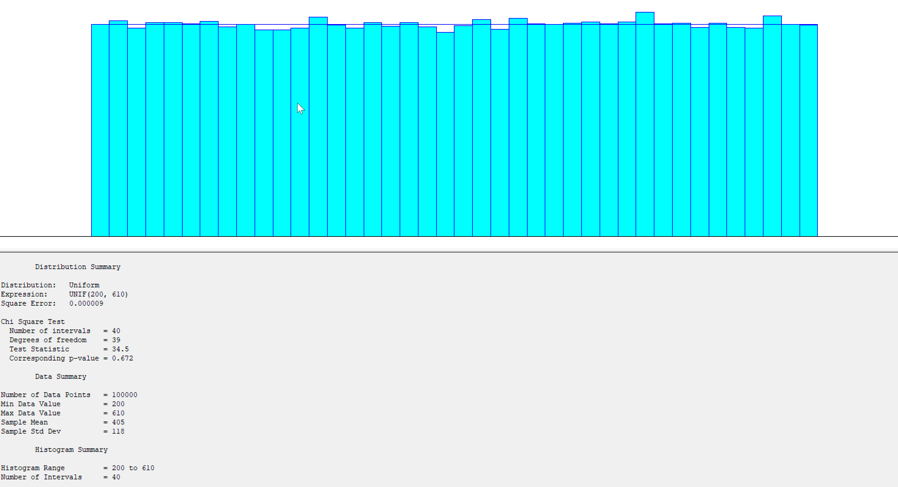 Distribution Summary
Distribution: Uniform
Expression: UNIF(200, 610)
Square Error: 0.000009
Chi Square Test
Number of intervals = 40
Degrees of freedom = 39
Test Statistic = 34.5
Corresponding p-value = 0.672
Data Summary
Number of Data Points = 100000
Min Data Value = 200
Max Data Value = 610
Sample Mean = 405
Sample Std Dev = 118
Histogram Summary
Histogram Range = 200 to 610
Number of Intervals = 40